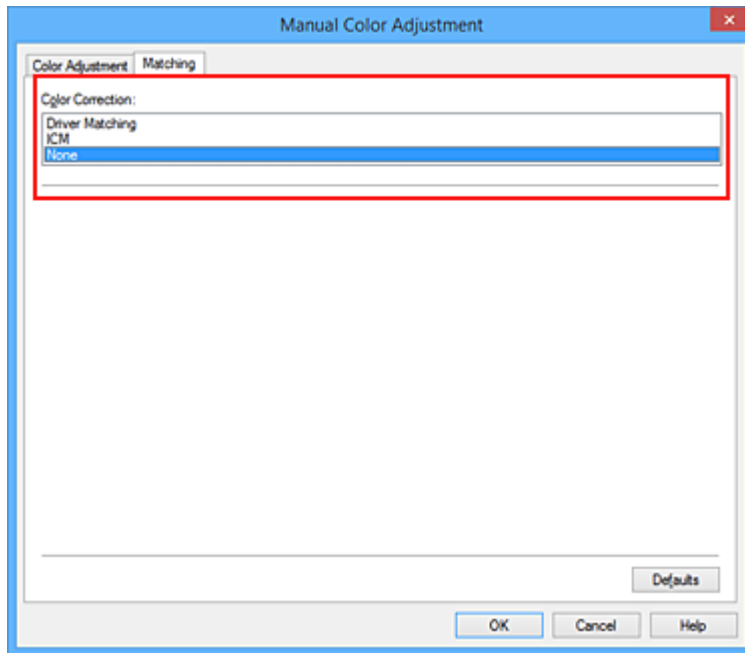 Manual Color Adjustment
Color Adjustment Matching
Color Correction:
Driver Matching
ICM
None
Defaults
OK Cancel Help